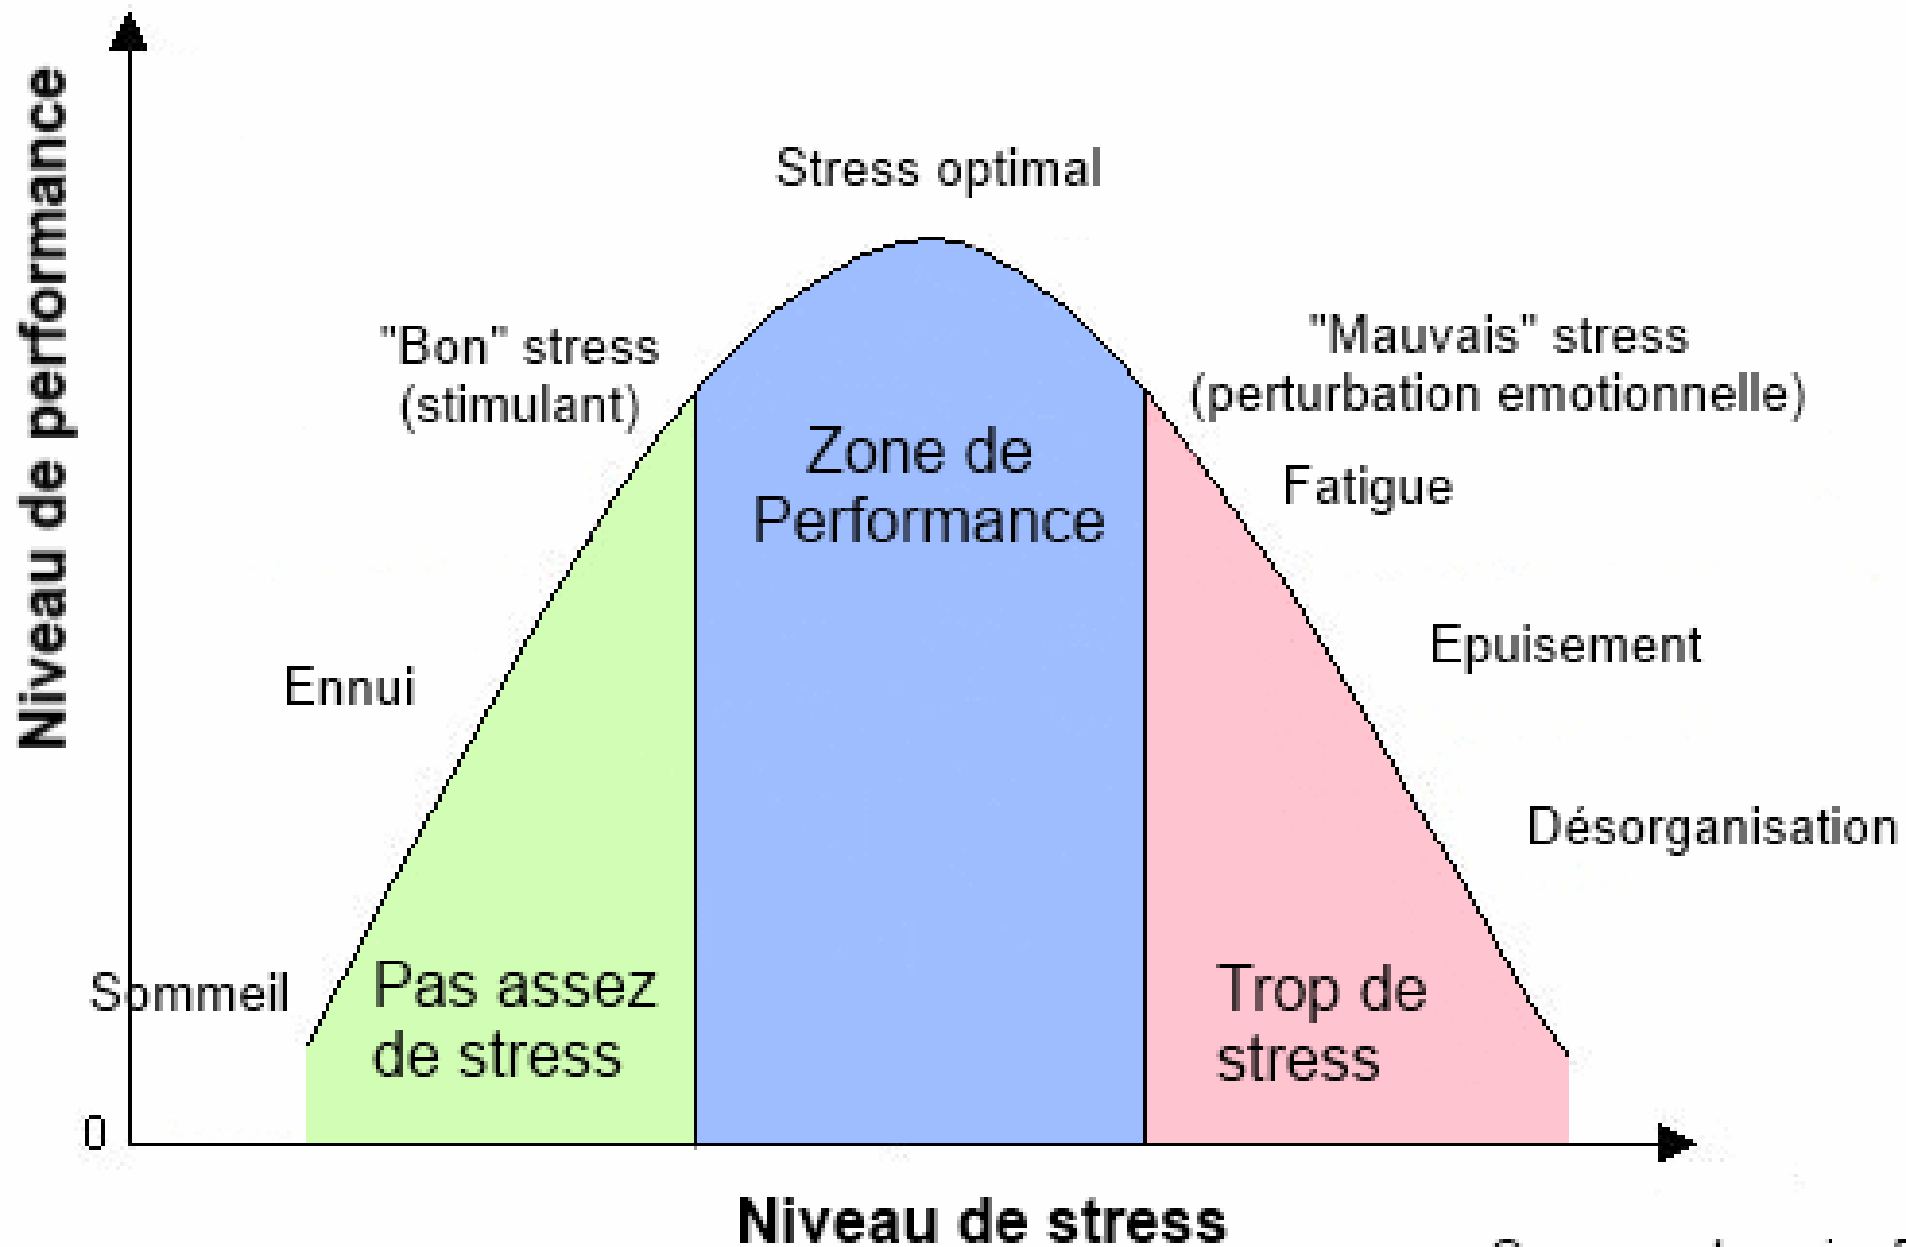 Niveau de performance
Stress optimal
"Bon" stress
(stimulant)
"Mauvais" stress
(perturbation emotionnelle)
Zone de
Performance
Fatigue
Ennui
Epuisement
Désorganisation
Sommeil
Pas assez
de stress
Trop de
stress
0
Niveau de stress